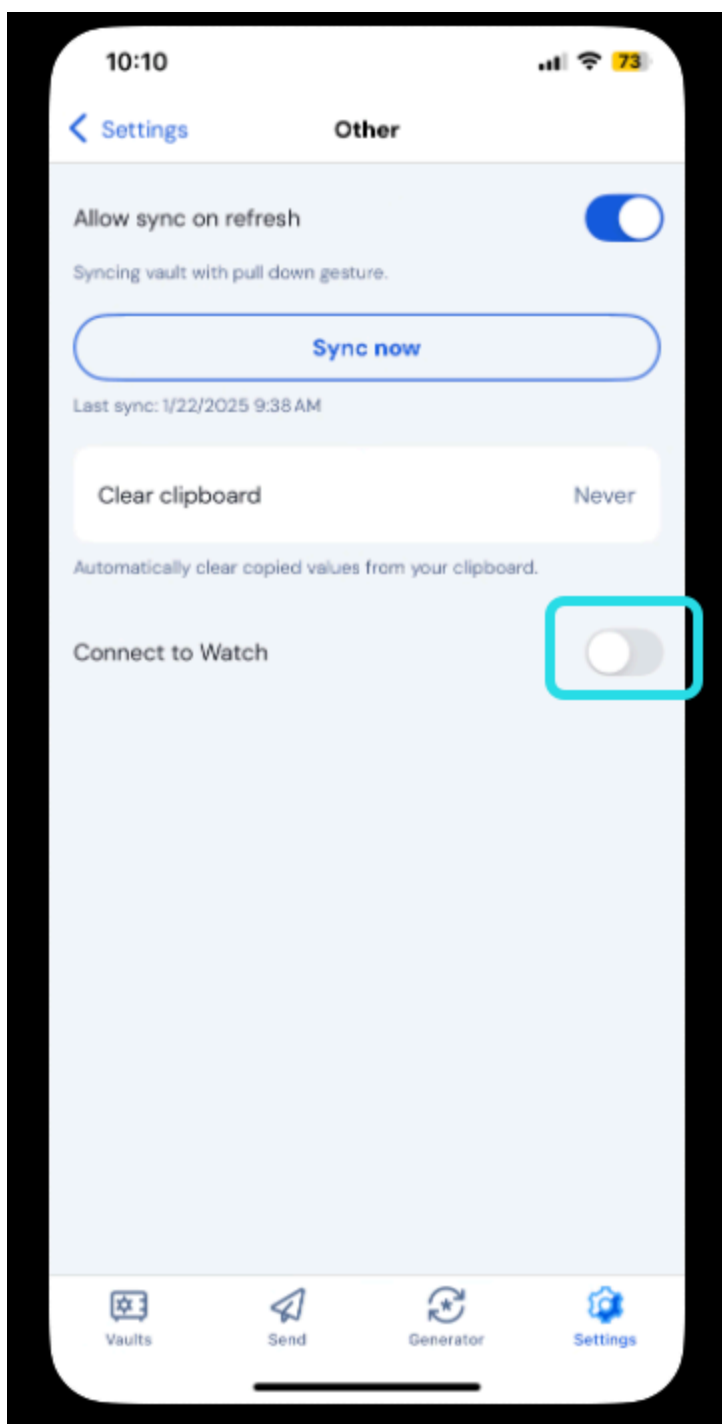 10:10 73
Settings Other
Allow sync on refresh
Syncing vault with pull down gesture.
Sync now
Last sync: 1/22/2025 9:38 AM
Clear clipboard Never
Automatically clear copied values from your clipboard.
Connect to Watch
Vaults Send Generator Settings